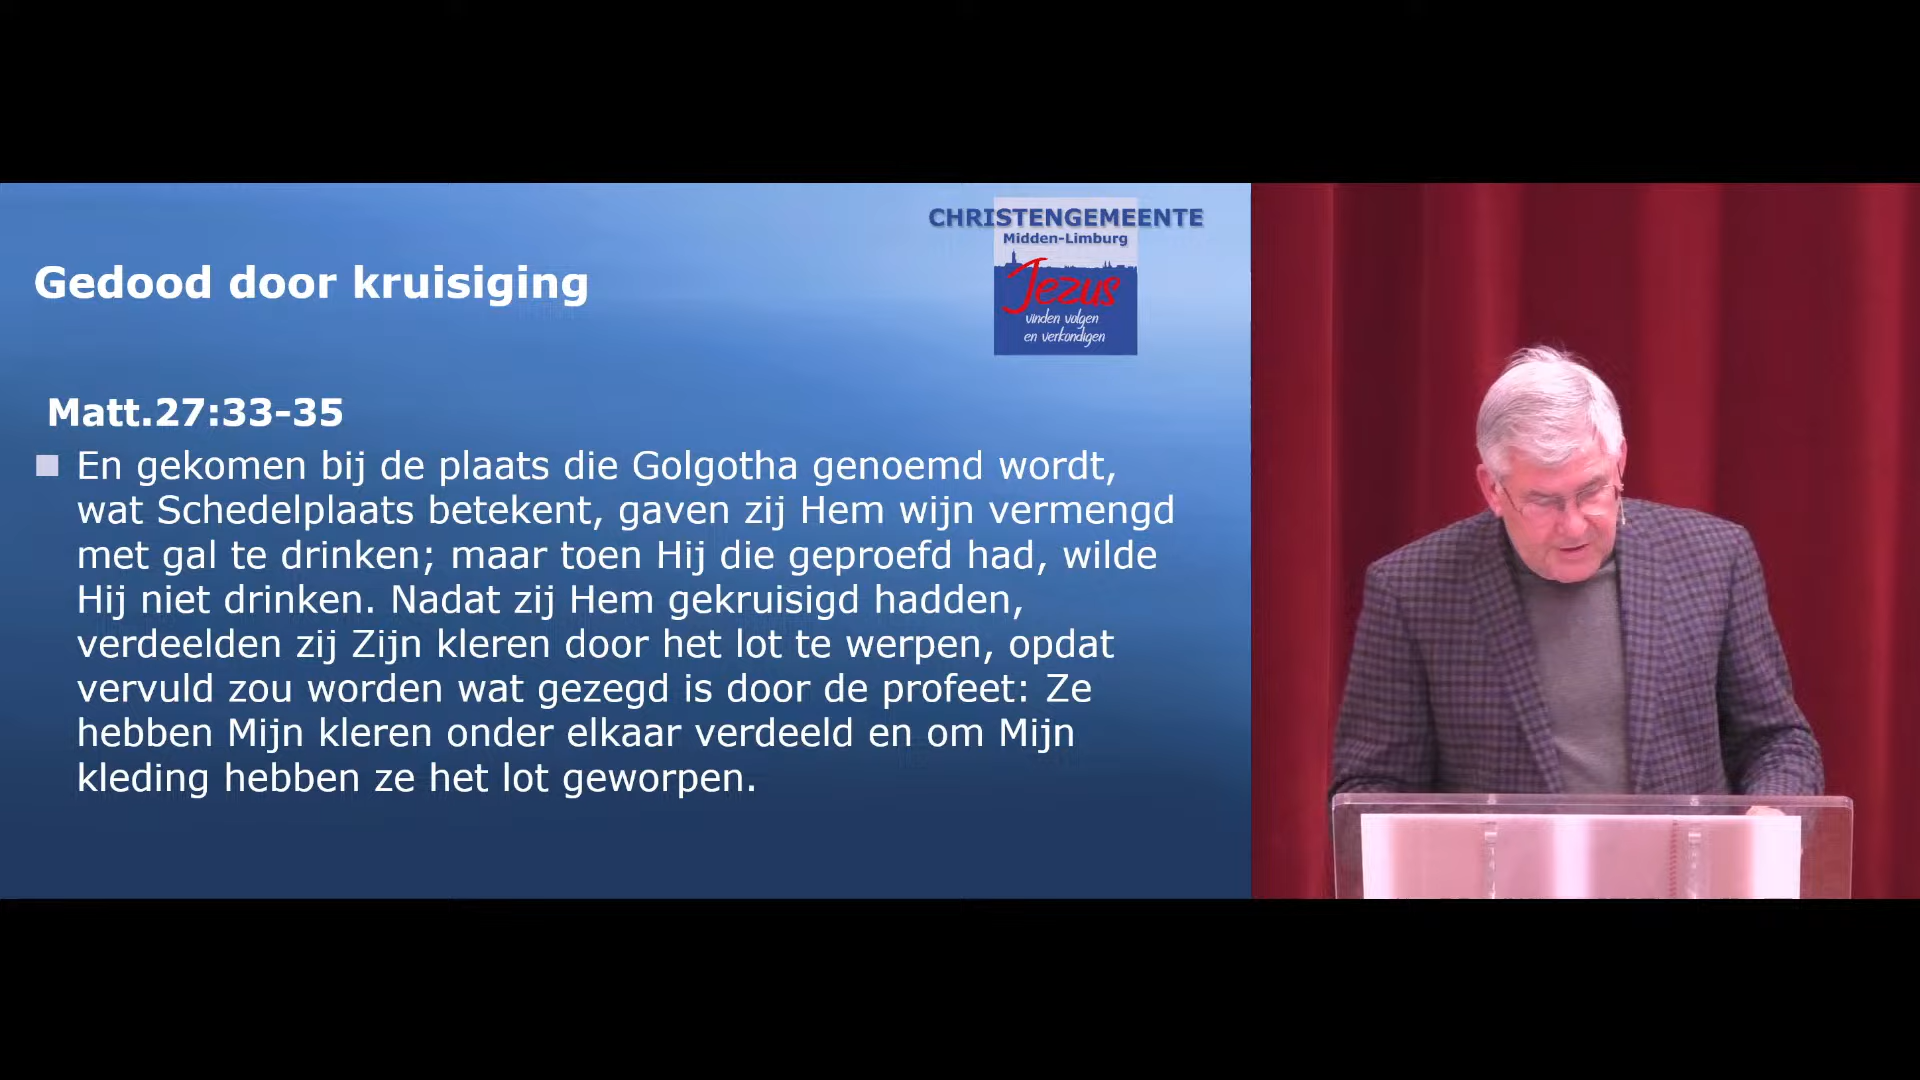 CHRISTENGEMEENTE
Midden-Limburg
Jezus
vinden volgen
en verkondigen
Gedood door kruisiging
Matt.27:33-35
En gekomen bij de plaats die Golgotha genoemd wordt,
wat Schedelplaats betekent, gaven zij Hem wijn vermengd
met gal te drinken; maar toen Hij die geproefd had, wilde
Hij niet drinken. Nadat zij Hem gekruisigd hadden,
verdeelden zij Zijn kleren door het lot te werpen, opdat
vervuld zou worden wat gezegd is door de profeet: Ze
hebben Mijn kleren onder elkaar verdeeld en om Mijn
kleding hebben ze het lot geworpen.